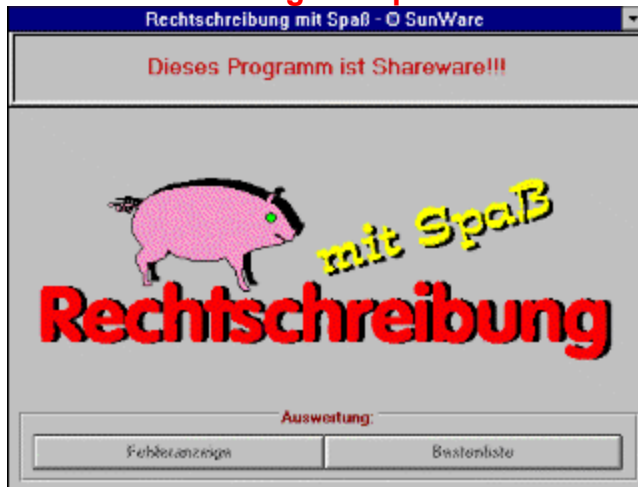 Rechtschreibung mit Spaß - © SunWare
Dieses Programm ist Shareware!!!
mit Spaß
Rechtschreibung
Auswertung:
Fehleranzeige Bestenliste